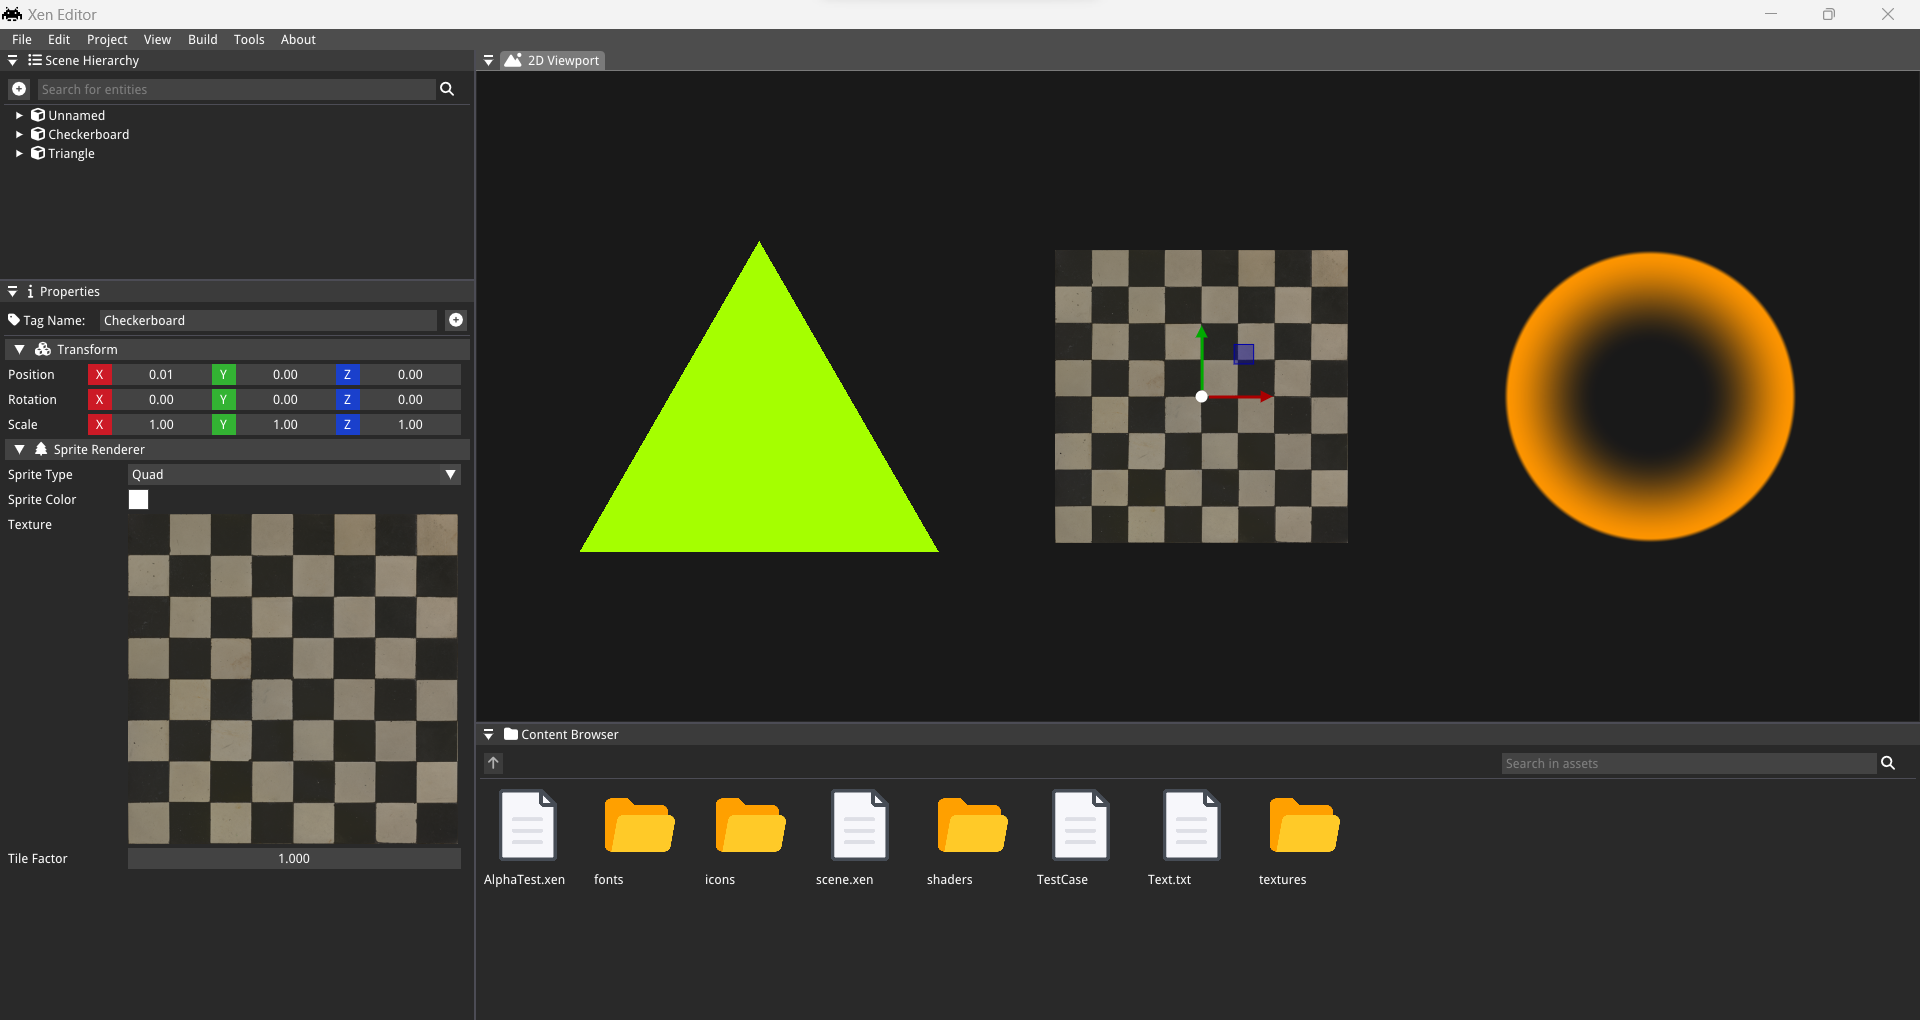 Xen Editor
File Edit Project View Build Tools About
Scene Hierarchy
Search for entities
Unnamed
Checkerboard
Triangle
Properties
Tag Name: Checkerboard
Transform
Position X 0.01 Y 0.00 Z 0.00
Rotation X 0.00 Y 0.00 Z 0.00
Scale X 1.00 Y 1.00 Z 1.00
Sprite Renderer
Sprite Type Quad
Sprite Color
Texture
Tile Factor 1.000
2D Viewport
Content Browser
Search in assets
AlphaTest.xen fonts icons scene.xen shaders TestCase Text.txt textures